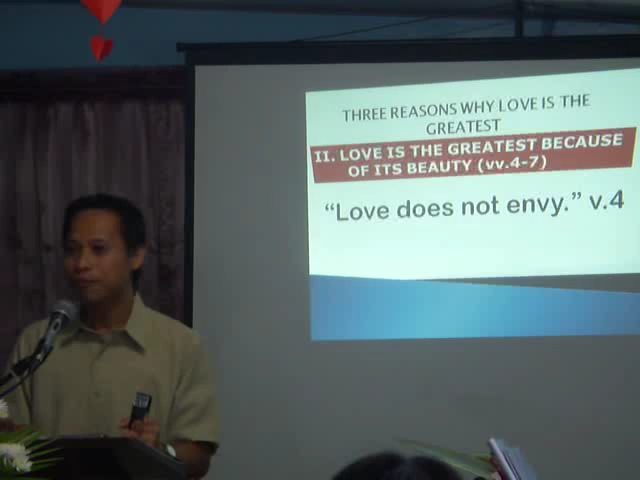 THREE REASONS WHY LOVE IS THE
GREATEST
II. LOVE IS THE GREATEST BECAUSE
OF ITS BEAUTY (vv.4-7)
“Love does not envy.” v.4